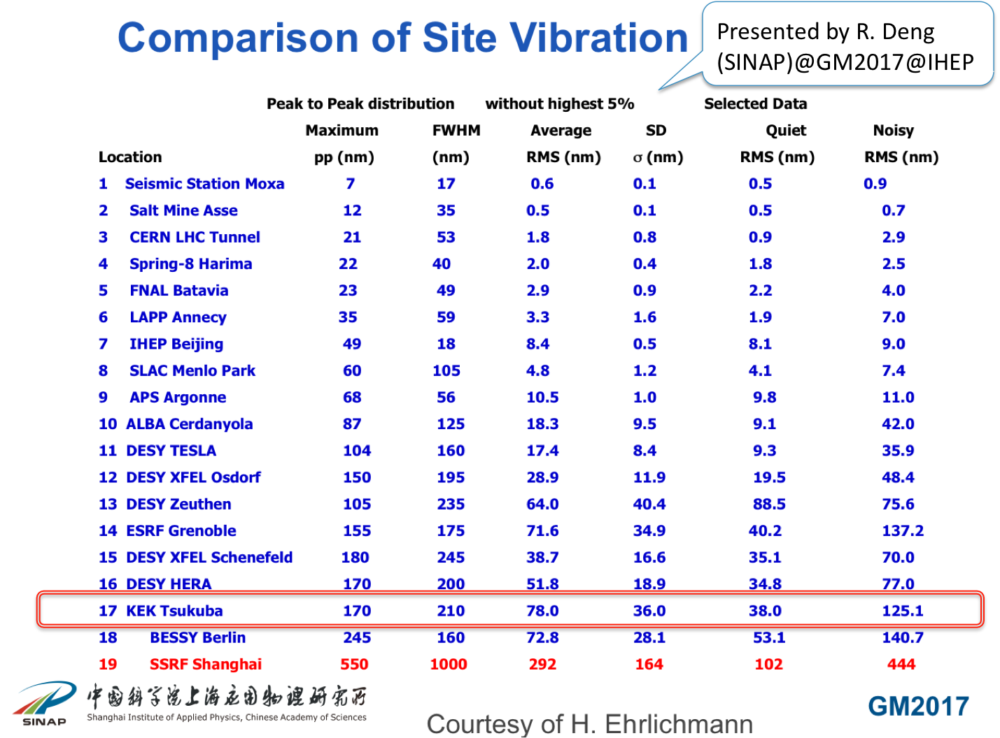 Comparison of Site Vibration
Presented by R. Deng
(SINAP)@GM2017@IHEP
Peak to Peak distribution without highest 5% Selected Data
Maximum FWHM Average SD Quiet Noisy
Location pp (nm) (nm) RMS (nm) σ (nm) RMS (nm) RMS (nm)
1 Seismic Station Moxa 7 17 0.6 0.1 0.5 0.9
2 Salt Mine Asse 12 35 0.5 0.1 0.5 0.7
3 CERN LHC Tunnel 21 53 1.8 0.8 0.9 2.9
4 Spring-8 Harima 22 40 2.0 0.4 1.8 2.5
5 FNAL Batavia 23 49 2.9 0.9 2.2 4.0
6 LAPP Annecy 35 59 3.3 1.6 1.9 7.0
7 IHEP Beijing 49 18 8.4 0.5 8.1 9.0
8 SLAC Menlo Park 60 105 4.8 1.2 4.1 7.4
9 APS Argonne 68 56 10.5 1.0 9.8 11.0
10 ALBA Cerdanyola 87 125 18.3 9.5 9.1 42.0
11 DESY TESLA 104 160 17.4 8.4 9.3 35.9
12 DESY XFEL Osdorf 150 195 28.9 11.9 19.5 48.4
13 DESY Zeuthen 105 235 64.0 40.4 88.5 75.6
14 ESRF Grenoble 155 175 71.6 34.9 40.2 137.2
15 DESY XFEL Schenefeld 180 245 38.7 16.6 35.1 70.0
16 DESY HERA 170 200 51.8 18.9 34.8 77.0
17 KEK Tsukuba 170 210 78.0 36.0 38.0 125.1
18 BESSY Berlin 245 160 72.8 28.1 53.1 140.7
19 SSRF Shanghai 550 1000 292 164 102 444
中国科学院上海应用物理研究所
SINAP
Shanghai Institute of Applied Physics, Chinese Academy of Sciences
GM2017
Courtesy of H. Ehrlichmann